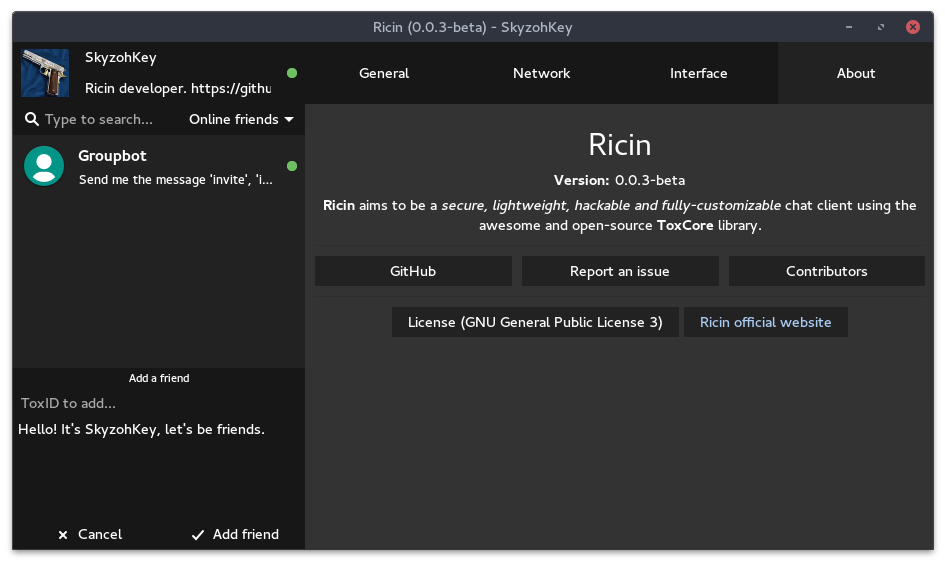 Ricin (0.0.3-beta) - SkyzohKey
SkyzohKey
Ricin developer. https://githu
Type to search...
Online friends
Groupbot
Send me the message 'invite', 'i...
Add a friend
ToxID to add...
Hello! It's SkyzohKey, let's be friends.
Cancel
Add friend
General
Network
Interface
About
Ricin
Version: 0.0.3-beta
Ricin aims to be a secure, lightweight, hackable and fully-customizable chat client using the
awesome and open-source ToxCore library.
GitHub
Report an issue
Contributors
License (GNU General Public License 3)
Ricin official website